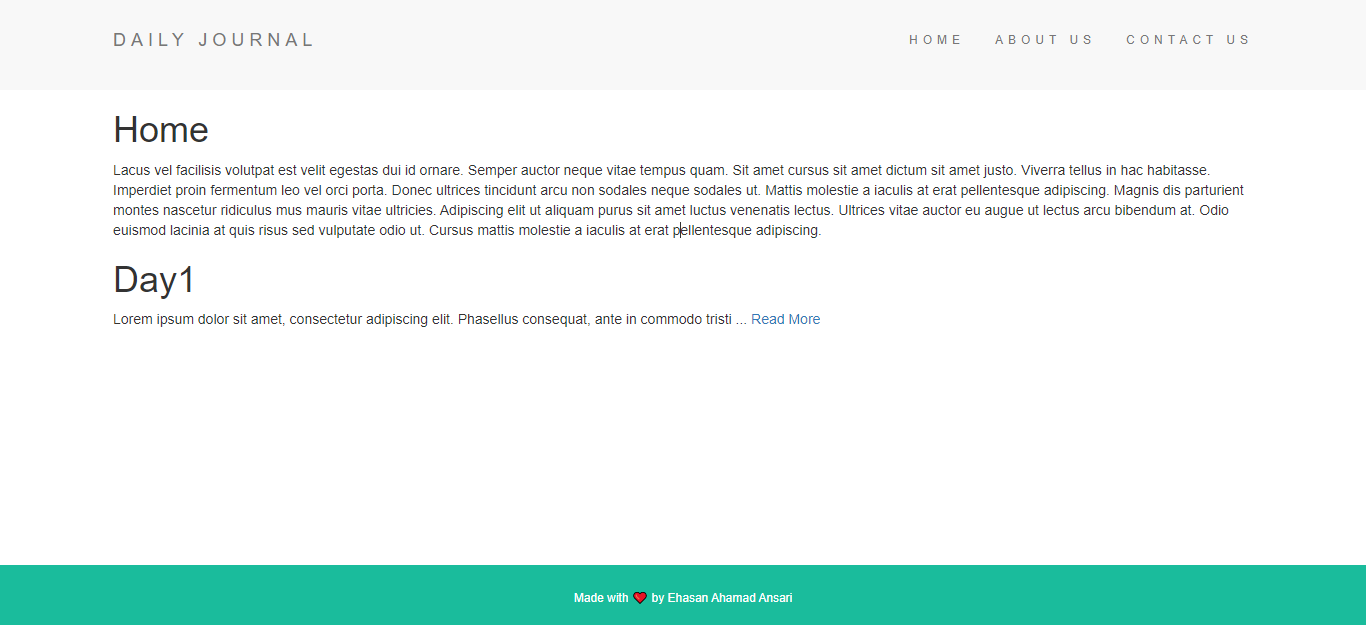 DAILY JOURNAL
HOME ABOUT US CONTACT US
Home
Lacus vel facilisis volutpat est velit egestas dui id ornare. Semper auctor neque vitae tempus quam. Sit amet cursus sit amet dictum sit amet justo. Viverra tellus in hac habitasse.
Imperdiet proin fermentum leo vel orci porta. Donec ultrices tincidunt arcu non sodales neque sodales ut. Mattis molestie a iaculis at erat pellentesque adipiscing. Magnis dis parturient
montes nascetur ridiculus mus mauris vitae ultricies. Adipiscing elit ut aliquam purus sit amet luctus venenatis lectus. Ultrices vitae auctor eu augue ut lectus arcu bibendum at. Odio
euismod lacinia at quis risus sed vulputate odio ut. Cursus mattis molestie a iaculis at erat pellentesque adipiscing.
Day1
Lorem ipsum dolor sit amet, consectetur adipiscing elit. Phasellus consequat, ante in commodo tristi ... Read More
Made with ❤ by Ehasan Ahamad Ansari